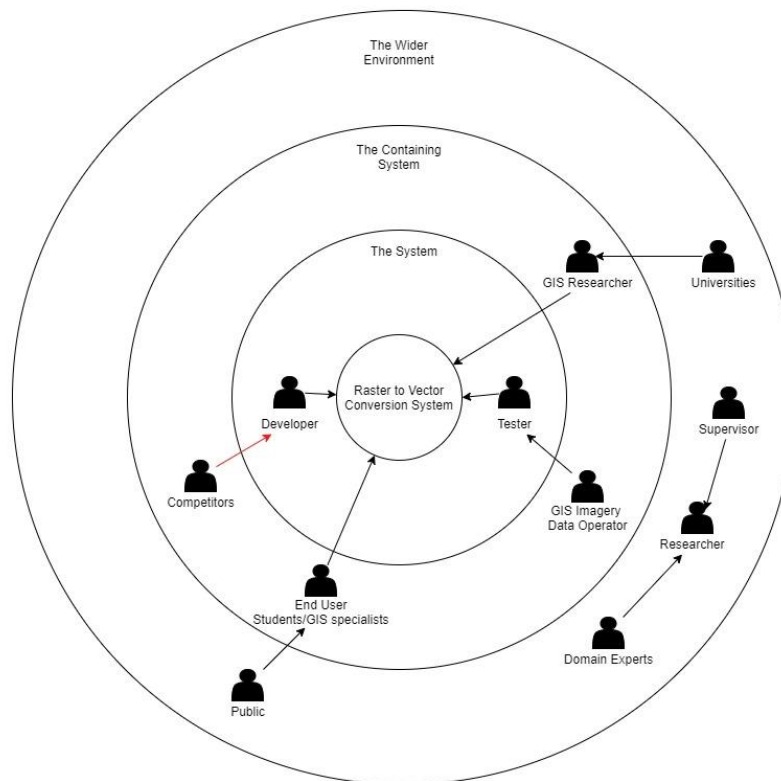 The Wider
Environment
The Containing
System
The System
GIS Researcher
Universities
Raster to Vector
Conversion System
Developer
Tester
Supervisor
Competitors
GIS Imagery
Data Operator
Researcher
End User
Students/GIS specialists
Domain Experts
Public